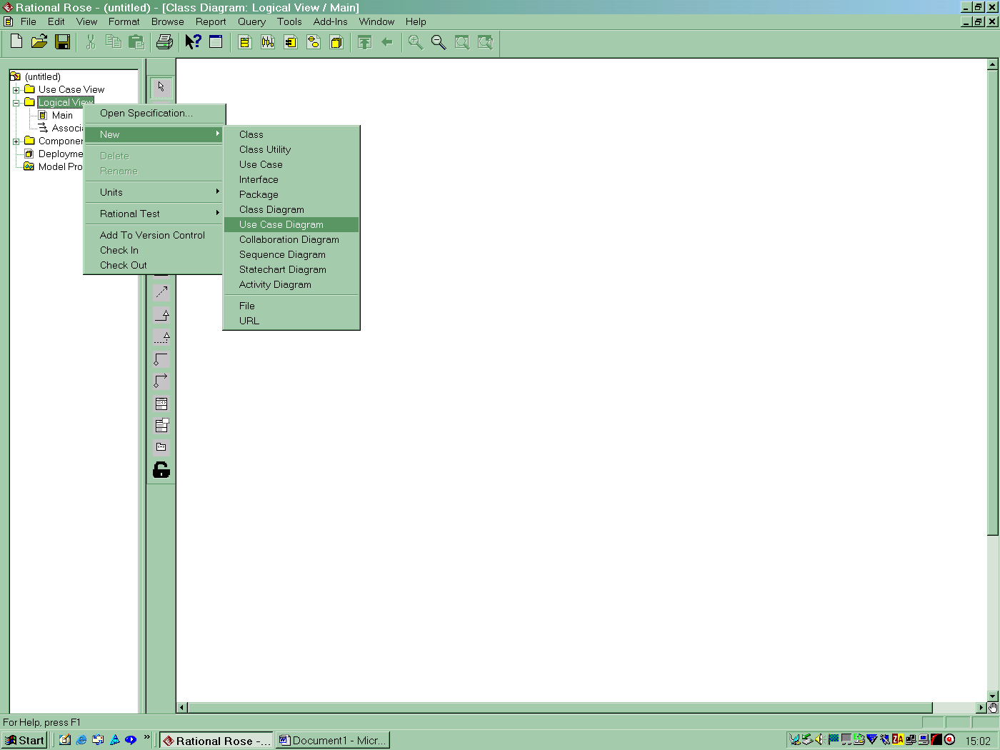 Rational Rose - (untitled) - [Class Diagram: Logical View / Main]
File Edit View Format Browse Report Query Tools Add-Ins Window Help
(untitled)
Use Case View
Logical View
Main
Associ
Componen
Deployme
Model Pro
Open Specification...
New
Delete
Rename
Units
Rational Test
Add To Version Control
Check In
Check Out
Class
Class Utility
Use Case
Interface
Package
Class Diagram
Use Case Diagram
Collaboration Diagram
Sequence Diagram
Statechart Diagram
Activity Diagram
File
URL
For Help, press F1
Start
Rational Rose -...
Document1 - Micr...
ZA
15:02